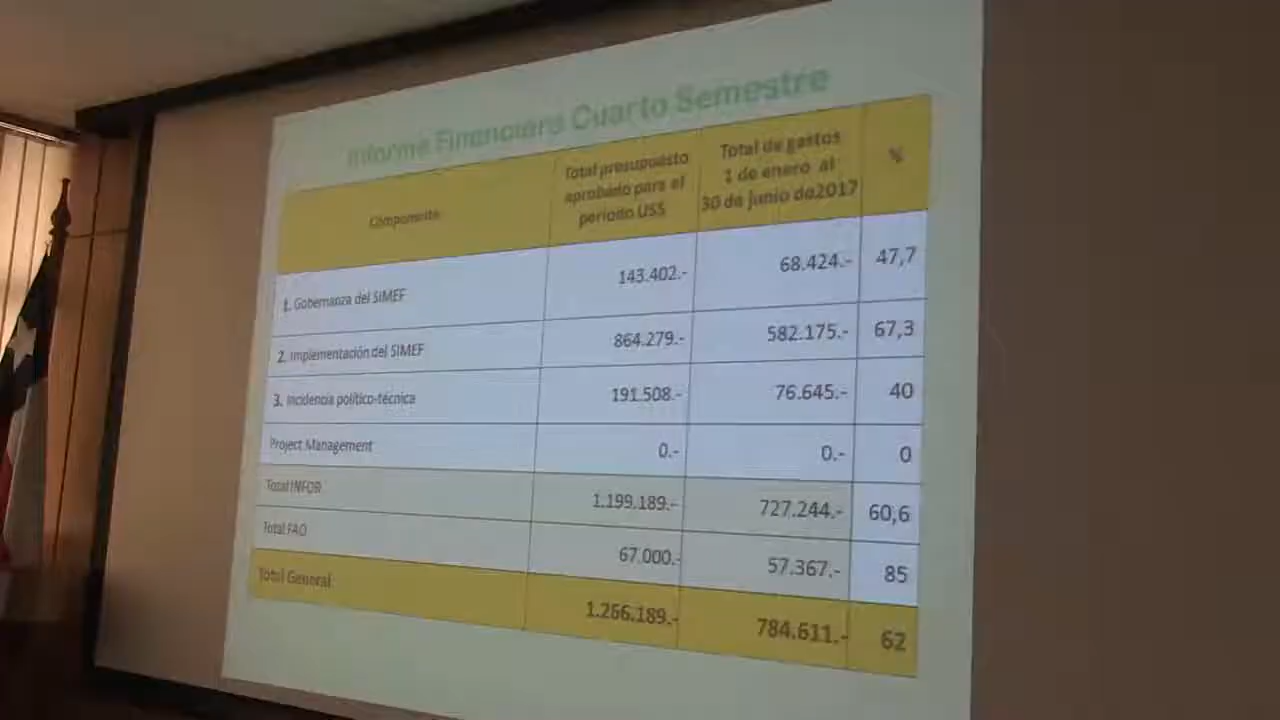 Informe Financiero Cuarto Semestre
Componente
Total presupuesto
aprobado para el
periodo US$
Total de gastos
1 de enero al
30 de junio de2017
%
1. Gobernanza del SIMEF 143.402.- 68.424.- 47,7
2. Implementación del SIMEF 864.279.- 582.175.- 67,3
3. Incidencia político-técnica 191.508.- 76.645.- 40
Project Management 0.- 0.- 0
Total INFOR 1.199.189.- 727.244.- 60,6
Total FAO 67.000.- 57.367.- 85
Total General 1.266.189.- 784.611.- 62